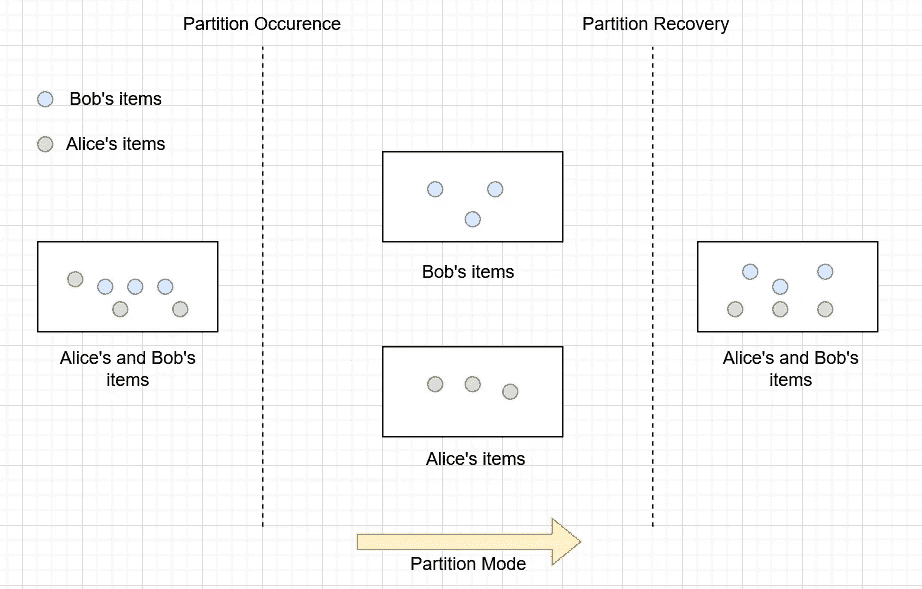 Partition Occurence
Partition Recovery
Bob's items
Alice's items
Bob's items
Alice's and Bob's
items
Alice's and Bob's
items
Alice's items
Partition Mode